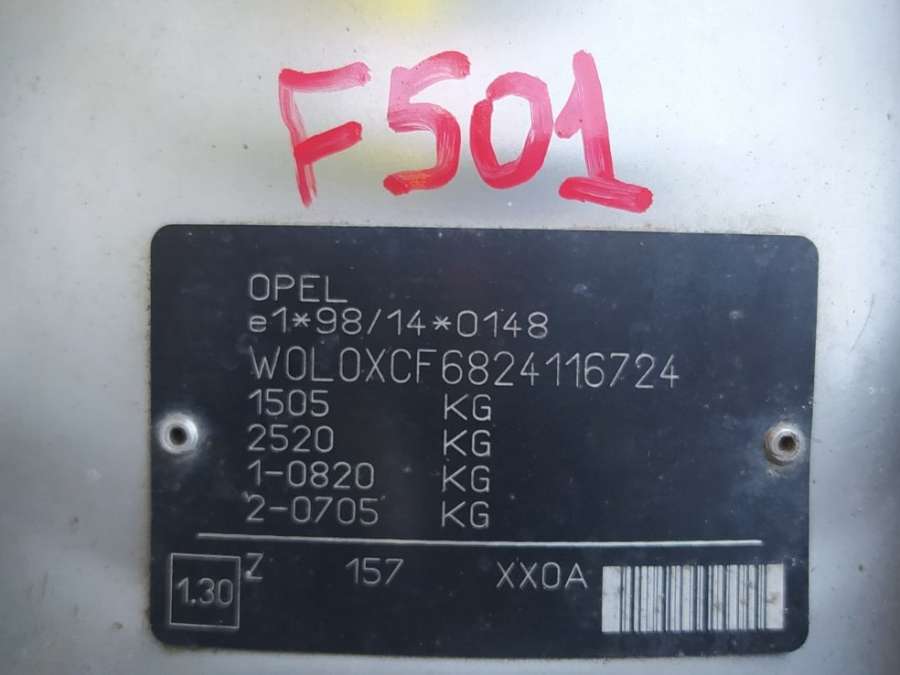 F501
OPEL
e1*98/14*0148
W0L0XCF6824116724
1505 KG
2520 KG
1-0820 KG
2-0705 KG
1.30 Z 157 XX0A